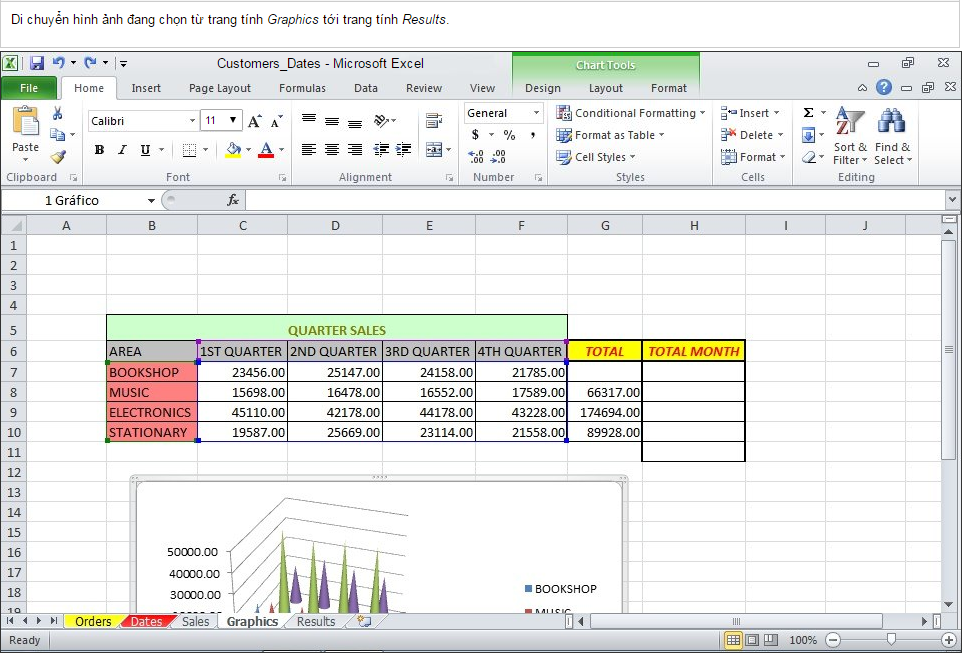 Di chuyển hình ảnh đang chọn từ trang tính Graphics tới trang tính Results.
Customers_Dates - Microsoft Excel
Chart Tools
File Home Insert Page Layout Formulas Data Review View Design Layout Format
Paste
Calibri 11
B I U
General
$ % ,
Conditional Formatting
Format as Table
Cell Styles
Insert
Delete
Format
Σ
Sort & Filter
Find & Select
Clipboard Font Alignment Number Styles Cells Editing
1 Gráfico fx
A B C D E F G H I J
1
2
3
4
5 QUARTER SALES
6 AREA 1ST QUARTER 2ND QUARTER 3RD QUARTER 4TH QUARTER TOTAL TOTAL MONTH
7 BOOKSHOP 23456.00 25147.00 24158.00 21785.00
8 MUSIC 15698.00 16478.00 16552.00 17589.00 66317.00
9 ELECTRONICS 45110.00 42178.00 44178.00 43228.00 174694.00
10 STATIONARY 19587.00 25669.00 23114.00 21558.00 89928.00
11
12
13
14
15
16
17
18
19
50000.00
40000.00
30000.00
BOOKSHOP
MUSIC
Orders Dates Sales Graphics Results
Ready 100%